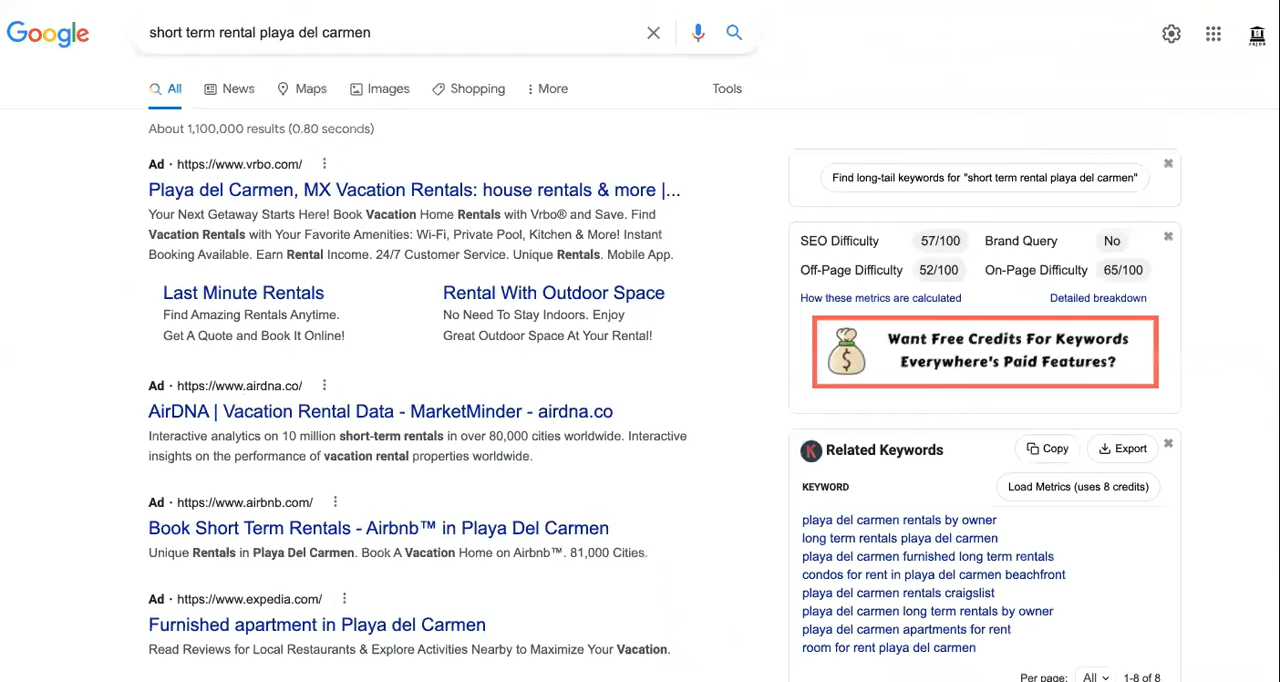 Google
short term rental playa del carmen
All
News
Maps
Images
Shopping
More
Tools
About 1,100,000 results (0.80 seconds)
Ad · https://www.vrbo.com/
Playa del Carmen, MX Vacation Rentals: house rentals & more |...
Your Next Getaway Starts Here! Book Vacation Home Rentals with Vrbo® and Save. Find
Vacation Rentals with Your Favorite Amenities: Wi-Fi, Private Pool, Kitchen & More! Instant
Booking Available. Earn Rental Income. 24/7 Customer Service. Unique Rentals. Mobile App.
Last Minute Rentals
Find Amazing Rentals Anytime.
Get A Quote and Book It Online!
Rental With Outdoor Space
No Need To Stay Indoors. Enjoy
Great Outdoor Space At Your Rental!
Ad · https://www.airdna.co/
AirDNA | Vacation Rental Data - MarketMinder - airdna.co
Interactive analytics on 10 million short-term rentals in over 80,000 cities worldwide. Interactive
insights on the performance of vacation rental properties worldwide.
Ad · https://www.airbnb.com/
Book Short Term Rentals - Airbnb™ in Playa Del Carmen
Unique Rentals in Playa Del Carmen. Book A Vacation Home on Airbnb™. 81,000 Cities.
Ad · https://www.expedia.com/
Furnished apartment in Playa del Carmen
Read Reviews for Local Restaurants & Explore Activities Nearby to Maximize Your Vacation.
Find long-tail keywords for "short term rental playa del carmen"
SEO Difficulty 57/100 Brand Query No
Off-Page Difficulty 52/100 On-Page Difficulty 65/100
How these metrics are calculated Detailed breakdown
Want Free Credits For Keywords
Everywhere's Paid Features?
K Related Keywords Copy Export
KEYWORD Load Metrics (uses 8 credits)
playa del carmen rentals by owner
long term rentals playa del carmen
playa del carmen furnished long term rentals
condos for rent in playa del carmen beachfront
playa del carmen rentals craigslist
playa del carmen long term rentals by owner
playa del carmen apartments for rent
room for rent playa del carmen
Per page: All 1-8 of 8